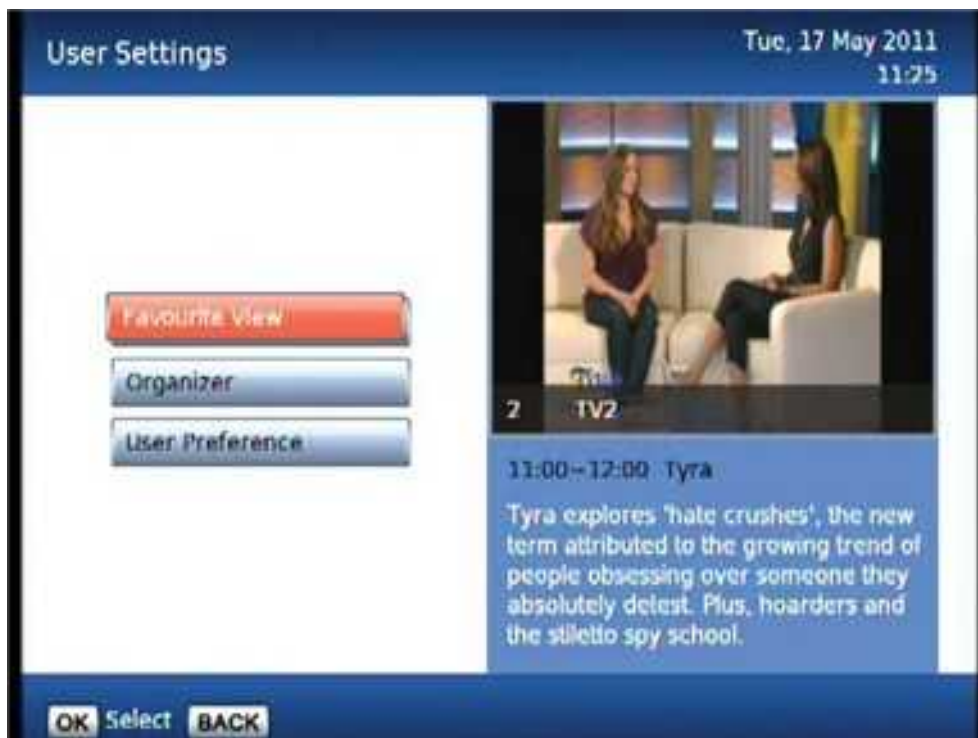 User Settings
Tue, 17 May 2011
11:25
Favourite View
Organizer
User Preference
2 TV2
11:00~12:00 Tyra
Tyra explores 'hate crushes', the new
term attributed to the growing trend of
people obsessing over someone they
absolutely detest. Plus, hoarders and
the stiletto spy school.
OK Select BACK